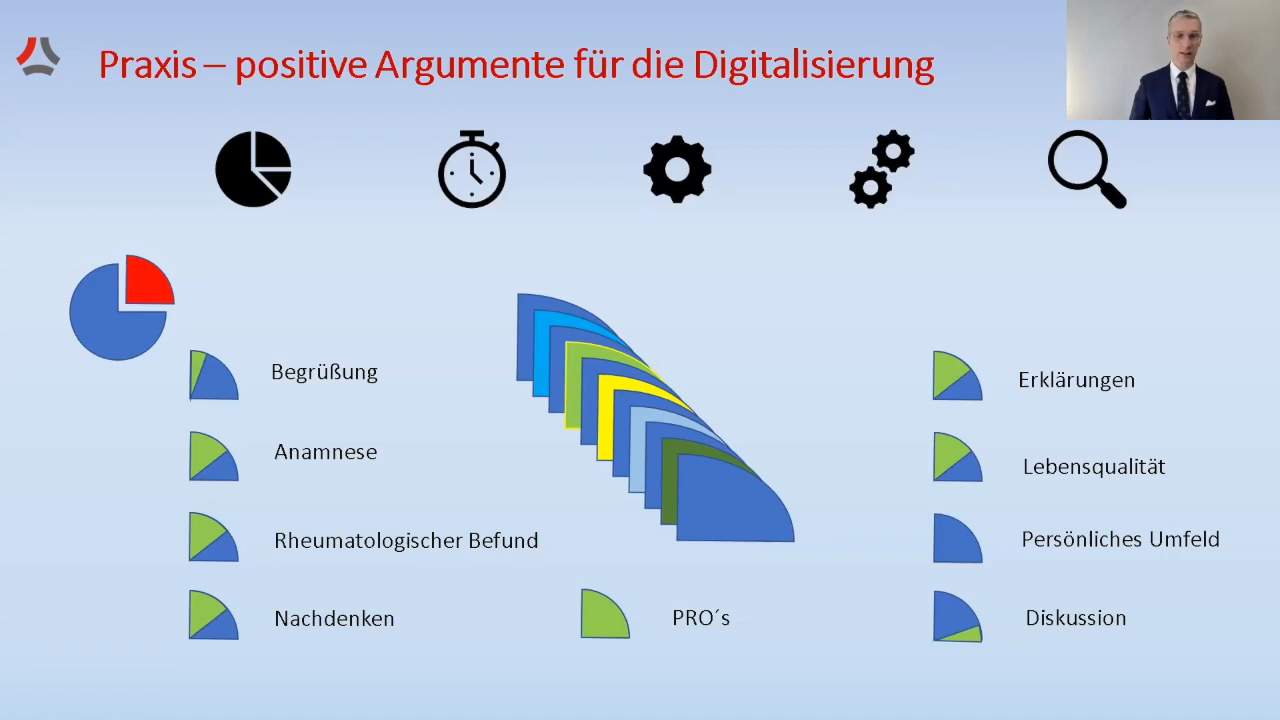 Praxis – positive Argumente für die Digitalisierung
Begrüßung
Anamnese
Rheumatologischer Befund
Nachdenken
PRO´s
Erklärungen
Lebensqualität
Persönliches Umfeld
Diskussion